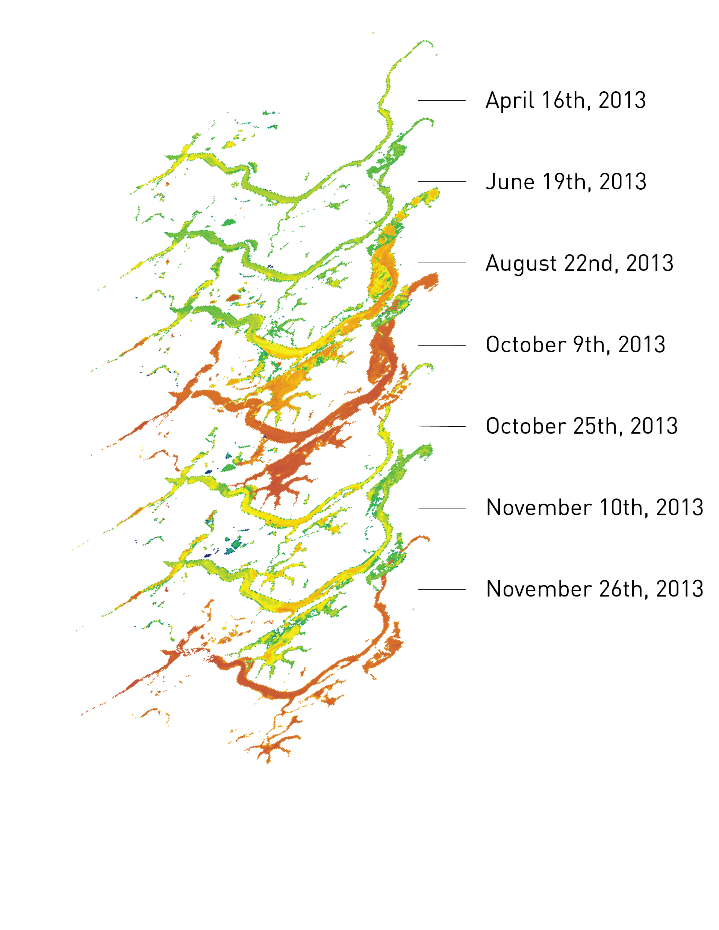 April 16th, 2013
June 19th, 2013
August 22nd, 2013
October 9th, 2013
October 25th, 2013
November 10th, 2013
November 26th, 2013